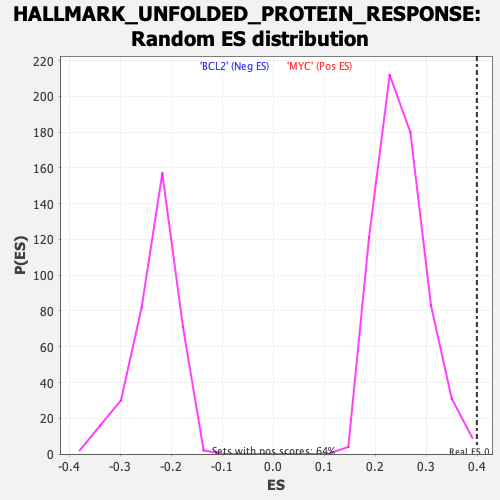 HALLMARK_UNFOLDED_PROTEIN_RESPONSE:
Random ES distribution
'BCL2' (Neg ES) 'MYC' (Pos ES)
220
200
180
160
140
120
100
80
60
40
20
0
P(ES)
Sets with pos scores: 64%
Real ES 0
-0.4 -0.3 -0.2 -0.1 0.0 0.1 0.2 0.3 0.4
ES